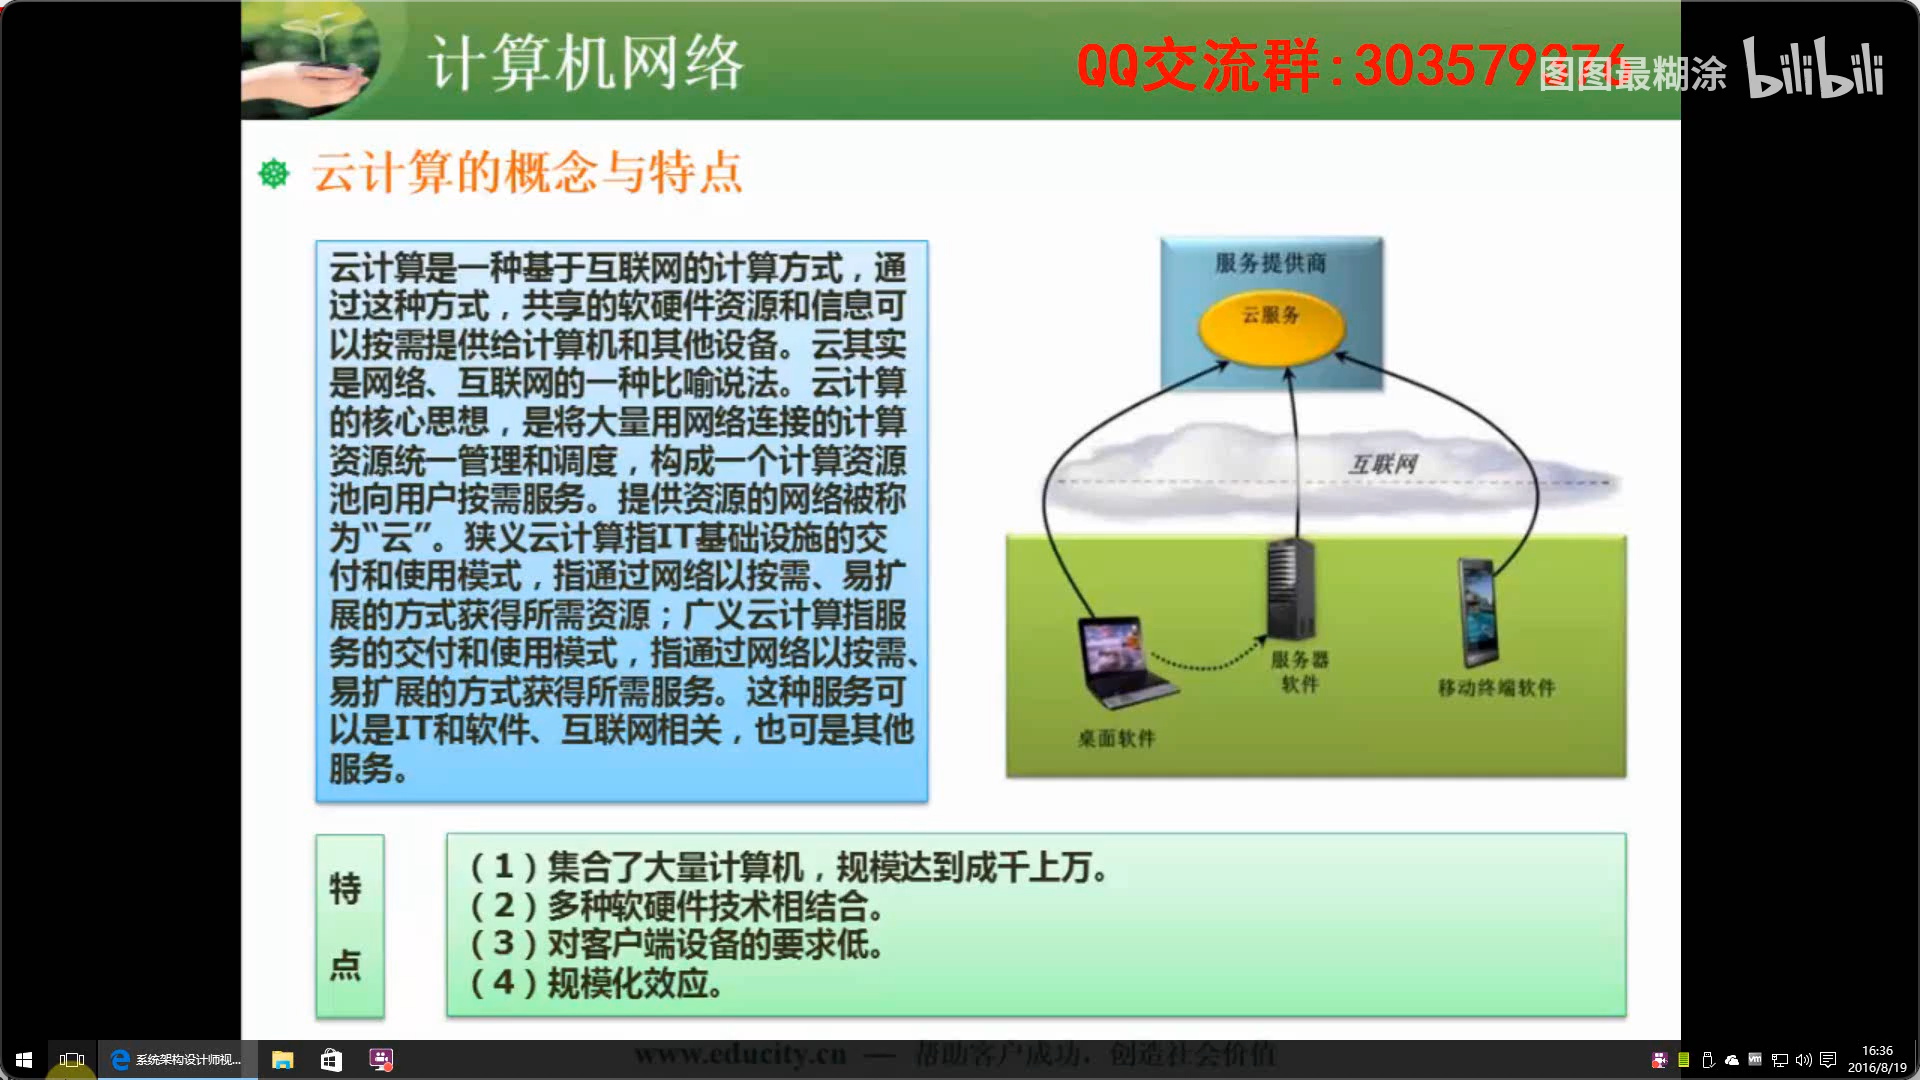 计算机网络
QQ交流群:303579
图图最糊涂
bilibili
云计算的概念与特点
云计算是一种基于互联网的计算方式，通
过这种方式，共享的软硬件资源和信息可
以按需提供给计算机和其他设备。云其实
是网络、互联网的一种比喻说法。云计算
的核心思想，是将大量用网络连接的计算
资源统一管理和调度，构成一个计算资源
池向用户按需服务。提供资源的网络被称
为“云”。狭义云计算指IT基础设施的交
付和使用模式，指通过网络以按需、易扩
展的方式获得所需资源；广义云计算指服
务的交付和使用模式，指通过网络以按需、
易扩展的方式获得所需服务。这种服务可
以是IT和软件、互联网相关，也可是其他
服务。
服务提供商
云服务
互联网
服务器
软件
移动终端软件
桌面软件
特
点
（1）集合了大量计算机，规模达到成千上万。
（2）多种软硬件技术相结合。
（3）对客户端设备的要求低。
（4）规模化效应。
www.educity.cn — 帮助客户成功，创造社会价值
系统架构设计师视...
16:36
2016/8/19